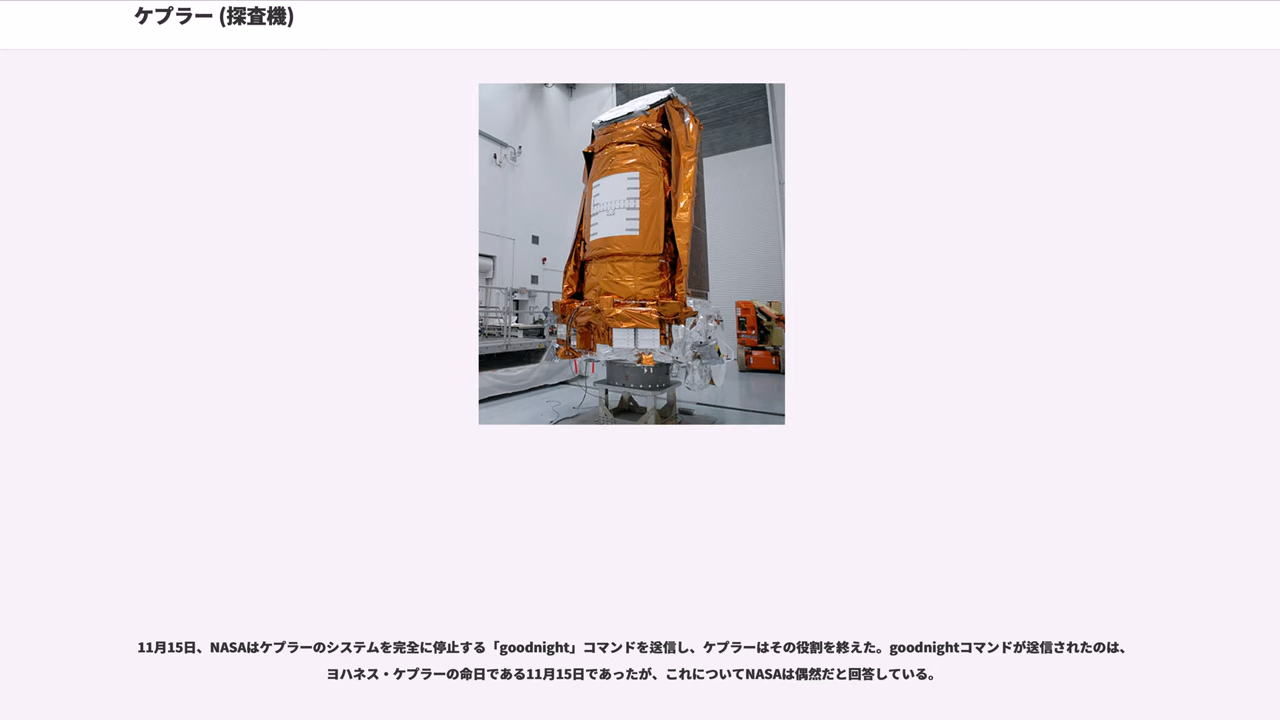 ケプラー (探査機)
11月15日、NASAはケプラーのシステムを完全に停止する「goodnight」コマンドを送信し、ケプラーはその役割を終えた。goodnightコマンドが送信されたのは、
ヨハネス・ケプラーの命日である11月15日であったが、これについてNASAは偶然だと回答している。